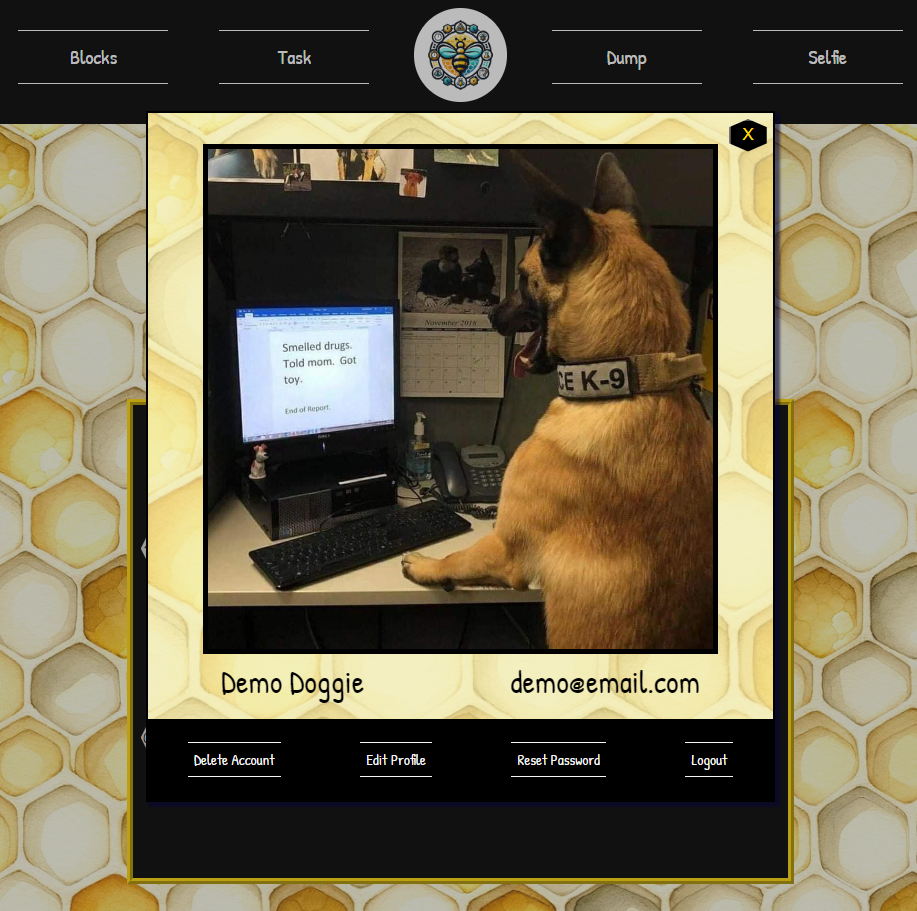 Blocks
Task
Dump
Selfie
X
November 2018
Smelled drugs.
Told mom. Got
toy.
End of Report.
DELL
CE K-9
Demo Doggie
demo@email.com
Delete Account
Edit Profile
Reset Password
Logout